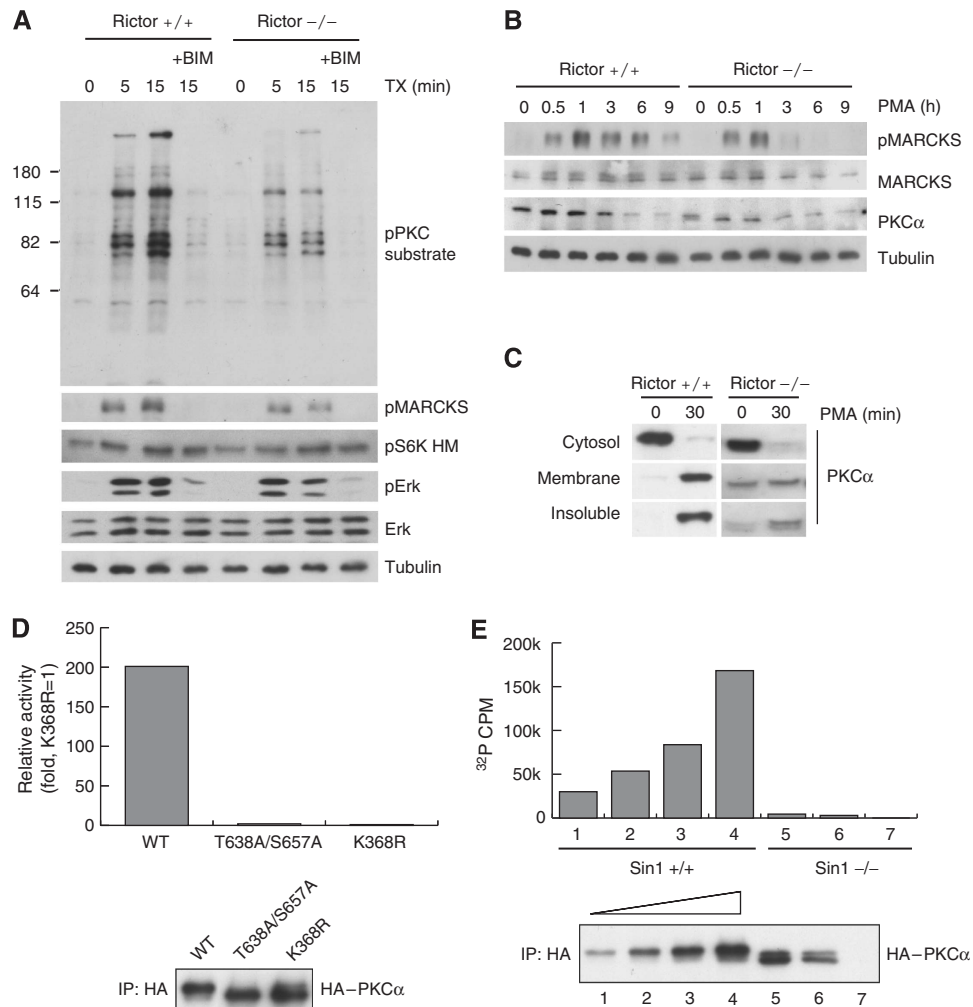 A
Rictor +/+ Rictor −/−
+BIM +BIM
0 5 15 15 0 5 15 15 TX (min)
180
115
82
64
pPKC
substrate
pMARCKS
pS6K HM
pErk
Erk
Tubulin
B
Rictor +/+ Rictor −/−
0 0.5 1 3 6 9 0 0.5 1 3 6 9 PMA (h)
pMARCKS
MARCKS
PKCα
Tubulin
C
Rictor +/+ Rictor −/−
0 30 0 30 PMA (min)
Cytosol
Membrane
Insoluble
PKCα
D
Relative activity
(fold, K368R=1)
250
200
150
100
50
0
WT T638A/S657A K368R
WT T638A/S657A K368R
IP: HA HA–PKCα
E
32P CPM
200k
150k
100k
50k
0
1 2 3 4 5 6 7
Sin1 +/+ Sin1 −/−
IP: HA HA–PKCα
1 2 3 4 5 6 7